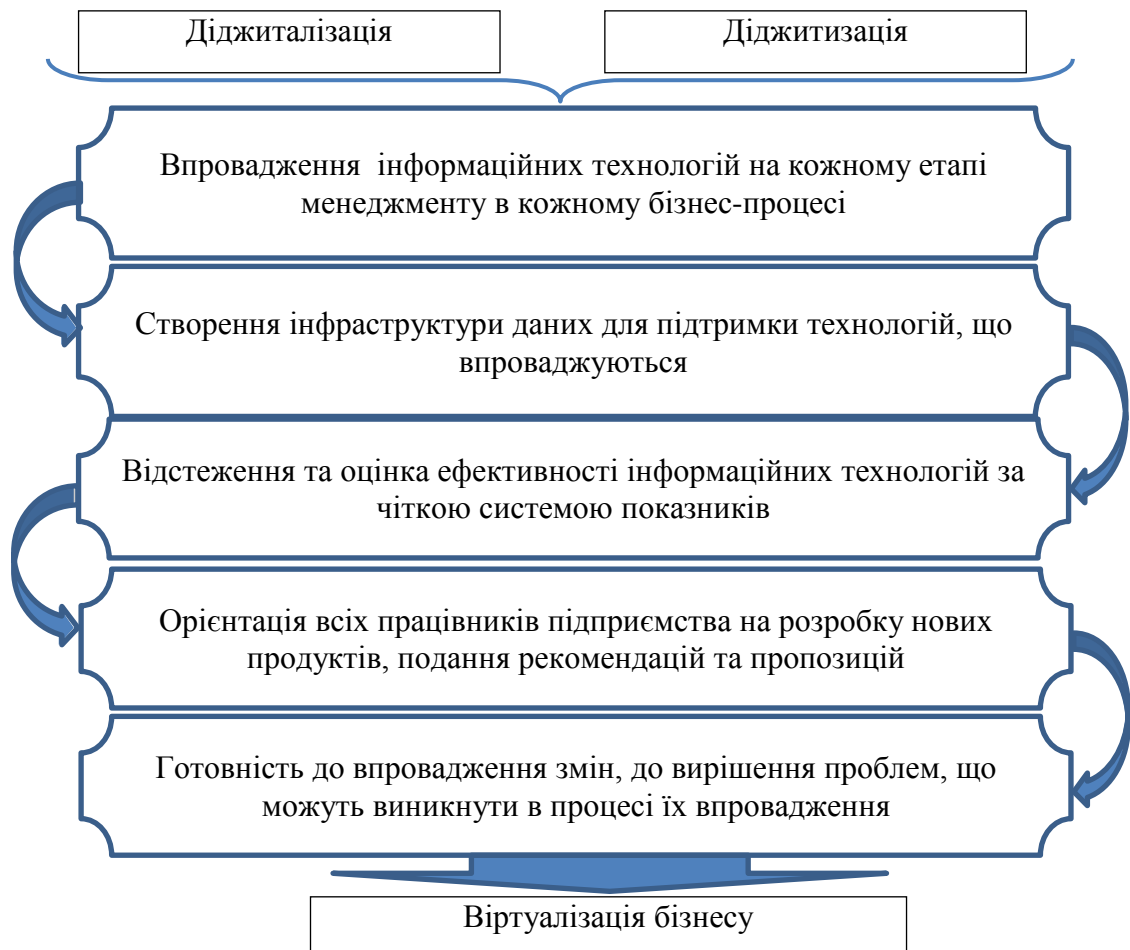 Діджиталізація
Діджитизація
Впровадження інформаційних технологій на кожному етапі
менеджменту в кожному бізнес-процесі
Створення інфраструктури даних для підтримки технологій, що
впроваджуються
Відстеження та оцінка ефективності інформаційних технологій за
чіткою системою показників
Орієнтація всіх працівників підприємства на розробку нових
продуктів, подання рекомендацій та пропозицій
Готовність до впровадження змін, до вирішення проблем, що
можуть виникнути в процесі їх впровадження
Віртуалізація бізнесу